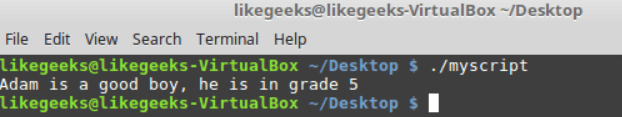 likegeeks@likegeeks-VirtualBox ~/Desktop
File Edit View Search Terminal Help
likegeeks@likegeeks-VirtualBox ~/Desktop $ ./myscript
Adam is a good boy, he is in grade 5
likegeeks@likegeeks-VirtualBox ~/Desktop $